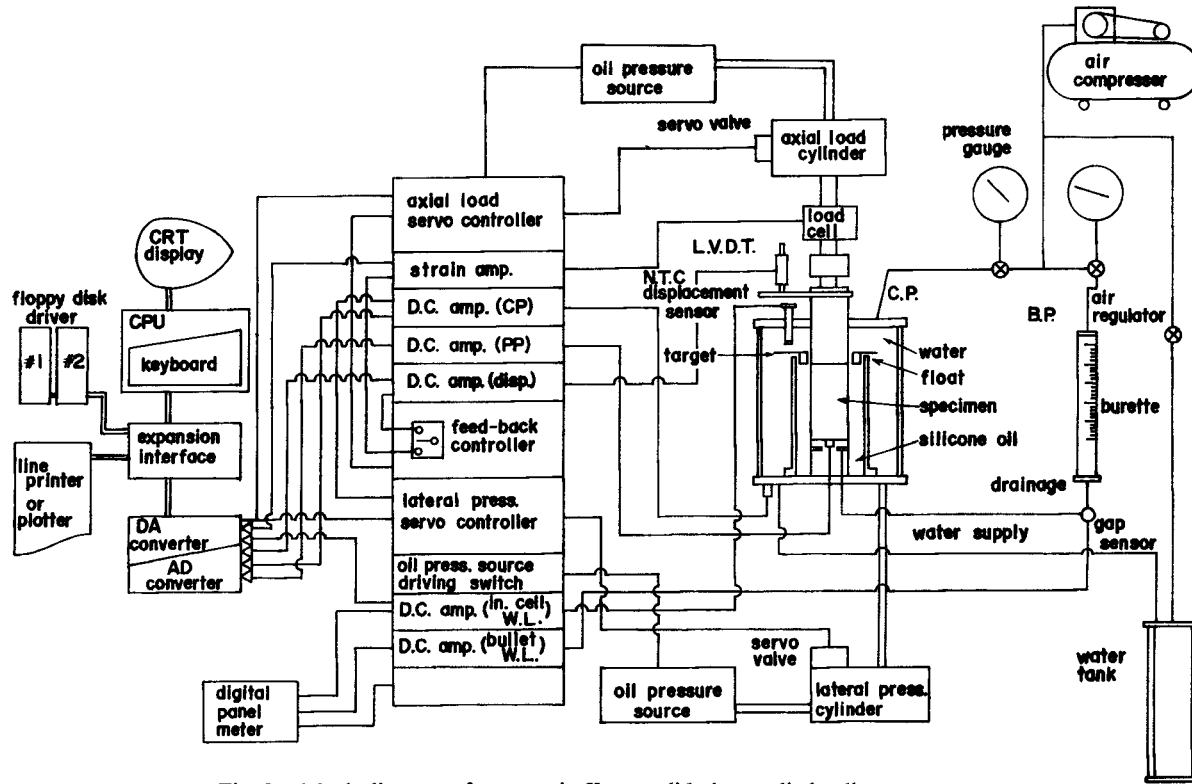 oil pressure
source
air
compresser
servo valve
axial load
cylinder
pressure
gauge
axial load
servo controller
load
cell
CRT
display
L.V.D.T.
strain amp.
N.T.C
displacement
sensor
C.P.
B.P.
air
regulator
floppy disk
driver
#1
#2
CPU
keyboard
D.C. amp. (CP)
D.C. amp. (PP)
D.C. amp. (disp.)
target
water
float
specimen
silicone oil
burette
feed-back
controller
expansion
interface
line
printer
or
plotter
drainage
lateral press.
servo controller
water supply
gap
sensor
DA
converter
AD
converter
oil press. source
driving switch
D.C. amp. (in. cell
W.L.)
D.C. amp. (bullet
W.L.)
servo
valve
water
tank
digital
panel
meter
oil pressure
source
lateral press.
cylinder